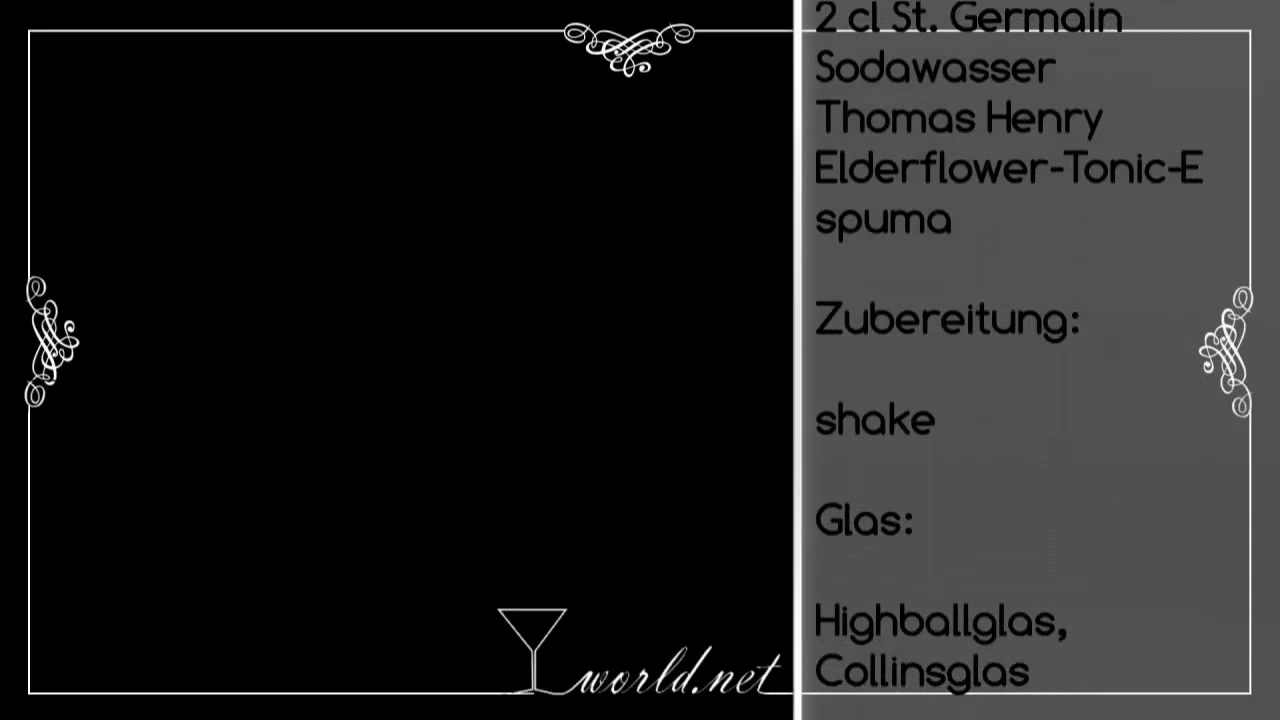 2 cl St. Germain
Sodawasser
Thomas Henry
Elderflower-Tonic-E
spuma
Zubereitung:
shake
Glas:
Highballglas,
Collinsglas
world.net